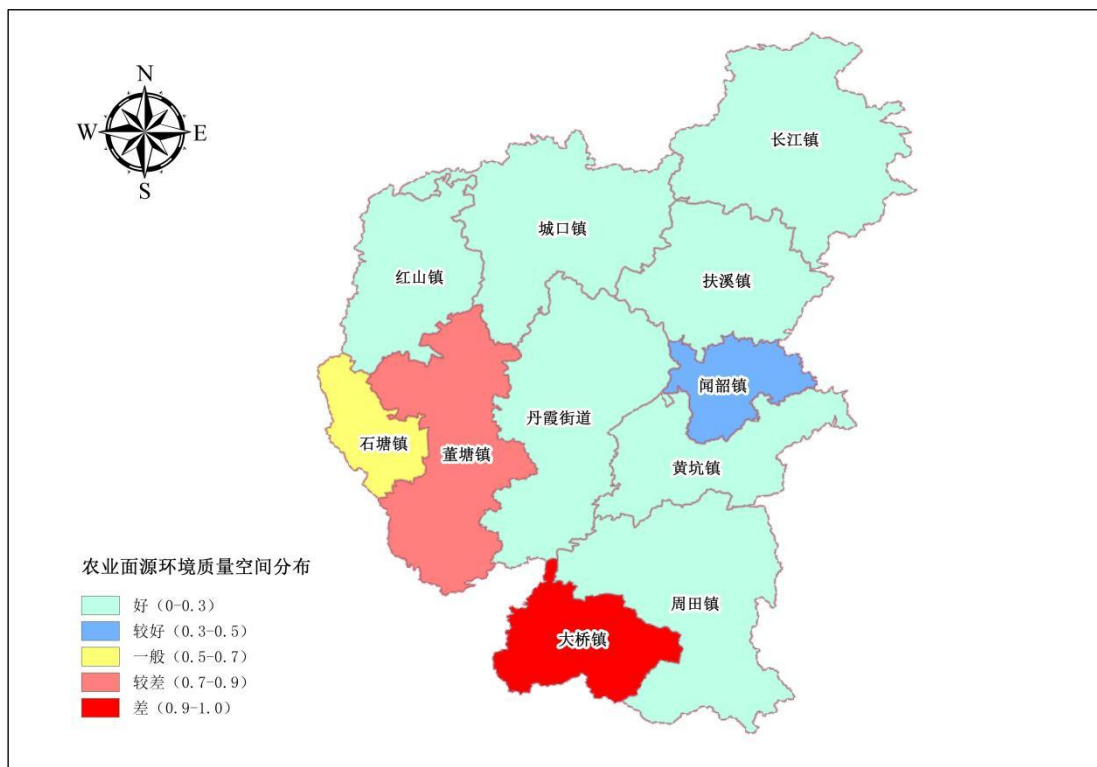 N
W
E
S
长江镇
城口镇
红山镇
扶溪镇
闻韶镇
丹霞街道
石塘镇
董塘镇
黄坑镇
周田镇
大桥镇
农业面源环境质量空间分布
好（0-0.3）
较好（0.3-0.5）
一般（0.5-0.7）
较差（0.7-0.9）
差（0.9-1.0）